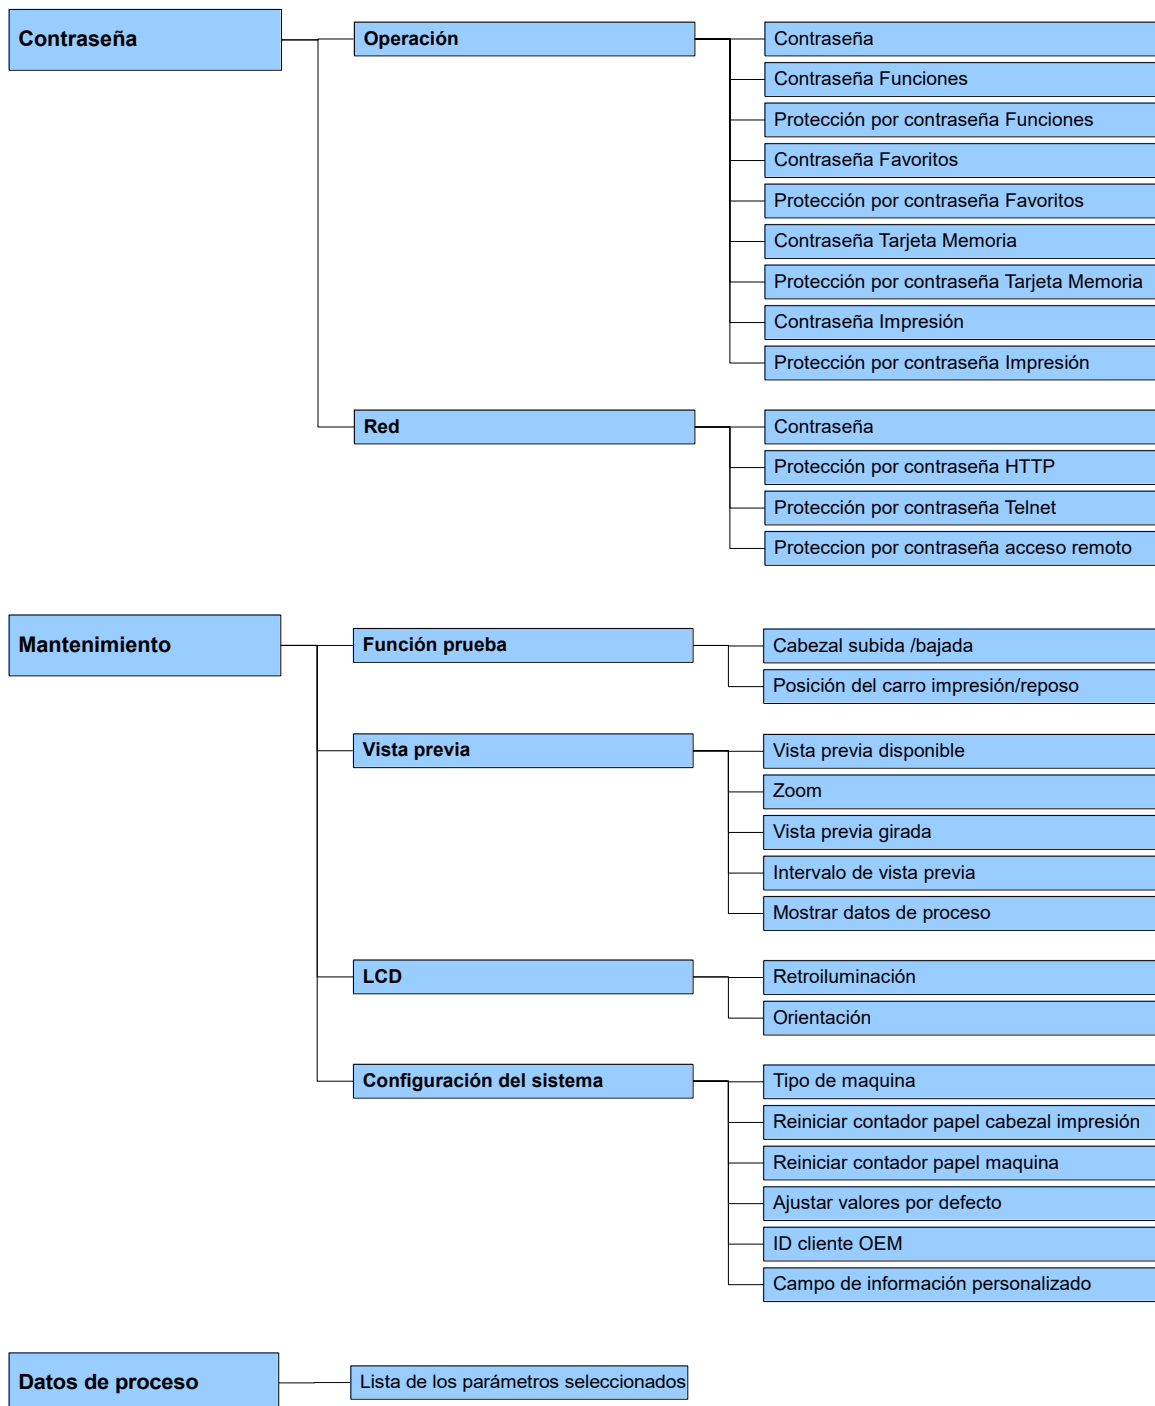 Contraseña
Operación
Contraseña
Contraseña Funciones
Protección por contraseña Funciones
Contraseña Favoritos
Protección por contraseña Favoritos
Contraseña Tarjeta Memoria
Protección por contraseña Tarjeta Memoria
Contraseña Impresión
Protección por contraseña Impresión
Red
Contraseña
Protección por contraseña HTTP
Protección por contraseña Telnet
Proteccion por contraseña acceso remoto
Mantenimiento
Función prueba
Cabezal subida /bajada
Posición del carro impresión/reposo
Vista previa
Vista previa disponible
Zoom
Vista previa girada
Intervalo de vista previa
Mostrar datos de proceso
LCD
Retroiluminación
Orientación
Configuración del sistema
Tipo de maquina
Reiniciar contador papel cabezal impresión
Reiniciar contador papel maquina
Ajustar valores por defecto
ID cliente OEM
Campo de información personalizado
Datos de proceso
Lista de los parámetros seleccionados